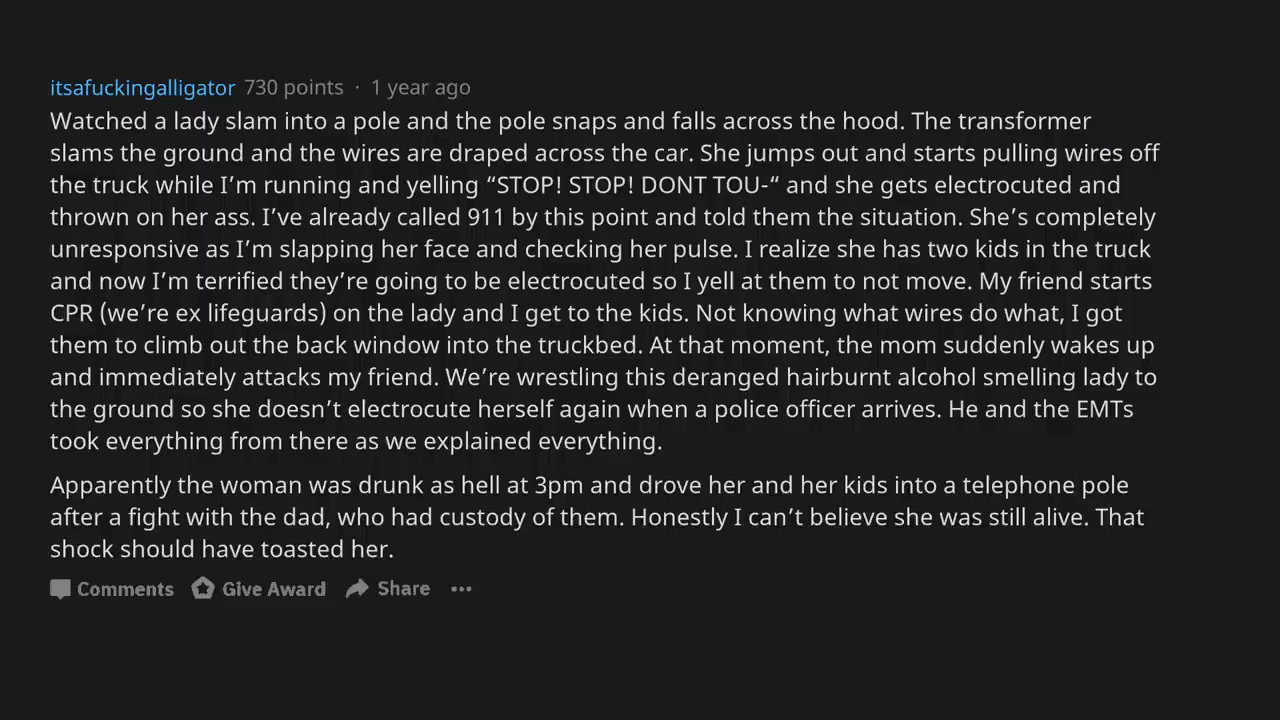 itsafuckingalligator 730 points · 1 year ago
Watched a lady slam into a pole and the pole snaps and falls across the hood. The transformer
slams the ground and the wires are draped across the car. She jumps out and starts pulling wires off
the truck while I’m running and yelling “STOP! STOP! DONT TOU-“ and she gets electrocuted and
thrown on her ass. I’ve already called 911 by this point and told them the situation. She’s completely
unresponsive as I’m slapping her face and checking her pulse. I realize she has two kids in the truck
and now I’m terrified they’re going to be electrocuted so I yell at them to not move. My friend starts
CPR (we’re ex lifeguards) on the lady and I get to the kids. Not knowing what wires do what, I got
them to climb out the back window into the truckbed. At that moment, the mom suddenly wakes up
and immediately attacks my friend. We’re wrestling this deranged hairburnt alcohol smelling lady to
the ground so she doesn’t electrocute herself again when a police officer arrives. He and the EMTs
took everything from there as we explained everything.
Apparently the woman was drunk as hell at 3pm and drove her and her kids into a telephone pole
after a fight with the dad, who had custody of them. Honestly I can’t believe she was still alive. That
shock should have toasted her.
Comments Give Award Share ···